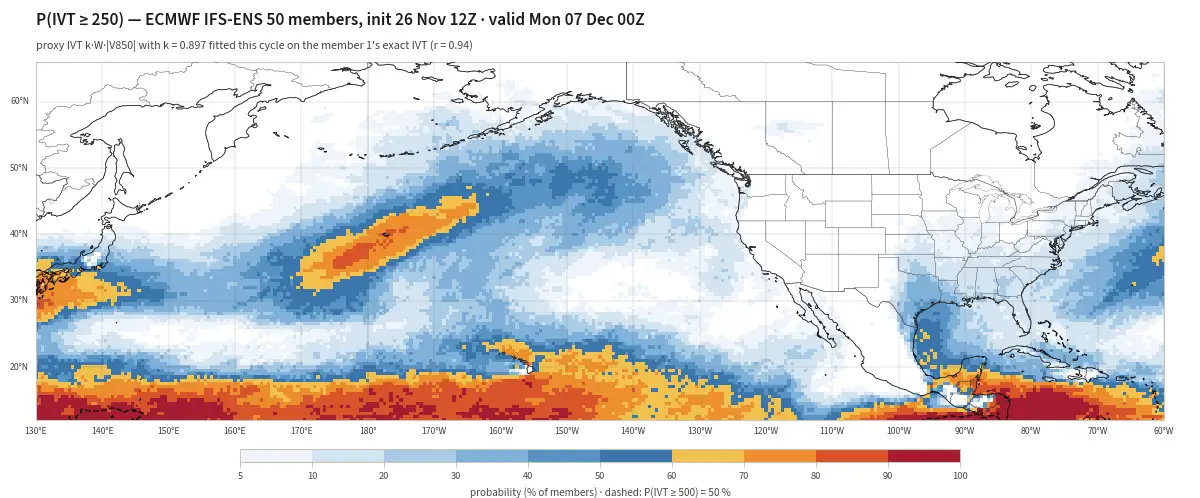 P(IVT ≥ 250) — ECMWF IFS-ENS 50 members, init 26 Nov 12Z · valid Mon 07 Dec 00Z
proxy IVT k·W·|V850| with k = 0.897 fitted this cycle on the member 1's exact IVT (r = 0.94)
60°N
50°N
40°N
30°N
20°N
130°E 140°E 150°E 160°E 170°E 180° 170°W 160°W 150°W 140°W 130°W 120°W 110°W 100°W 90°W 80°W 70°W 60°W
5 10 20 30 40 50 60 70 80 90 100
probability (% of members) · dashed: P(IVT ≥ 500) = 50 %